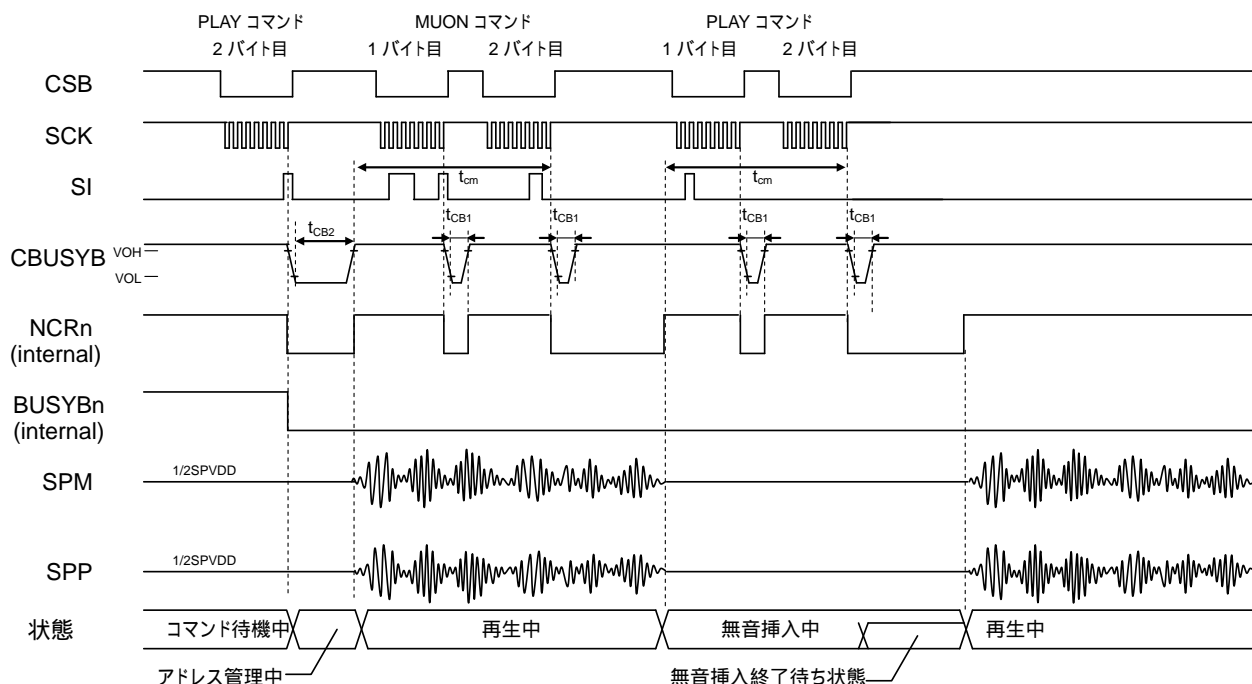 PLAY コマンド MUON コマンド PLAY コマンド
2 バイト目 1 バイト目 2 バイト目 1 バイト目 2 バイト目
CSB
SCK
tcm tcm
SI
tCB2 tCB1 tCB1 tCB1 tCB1
VOH
CBUSYB
VOL
NCRn
(internal)
BUSYBn
(internal)
1/2SPVDD
SPM
1/2SPVDD
SPP
状態 コマンド待機中 再生中 無音挿入中 再生中
アドレス管理中 無音挿入終了待ち状態